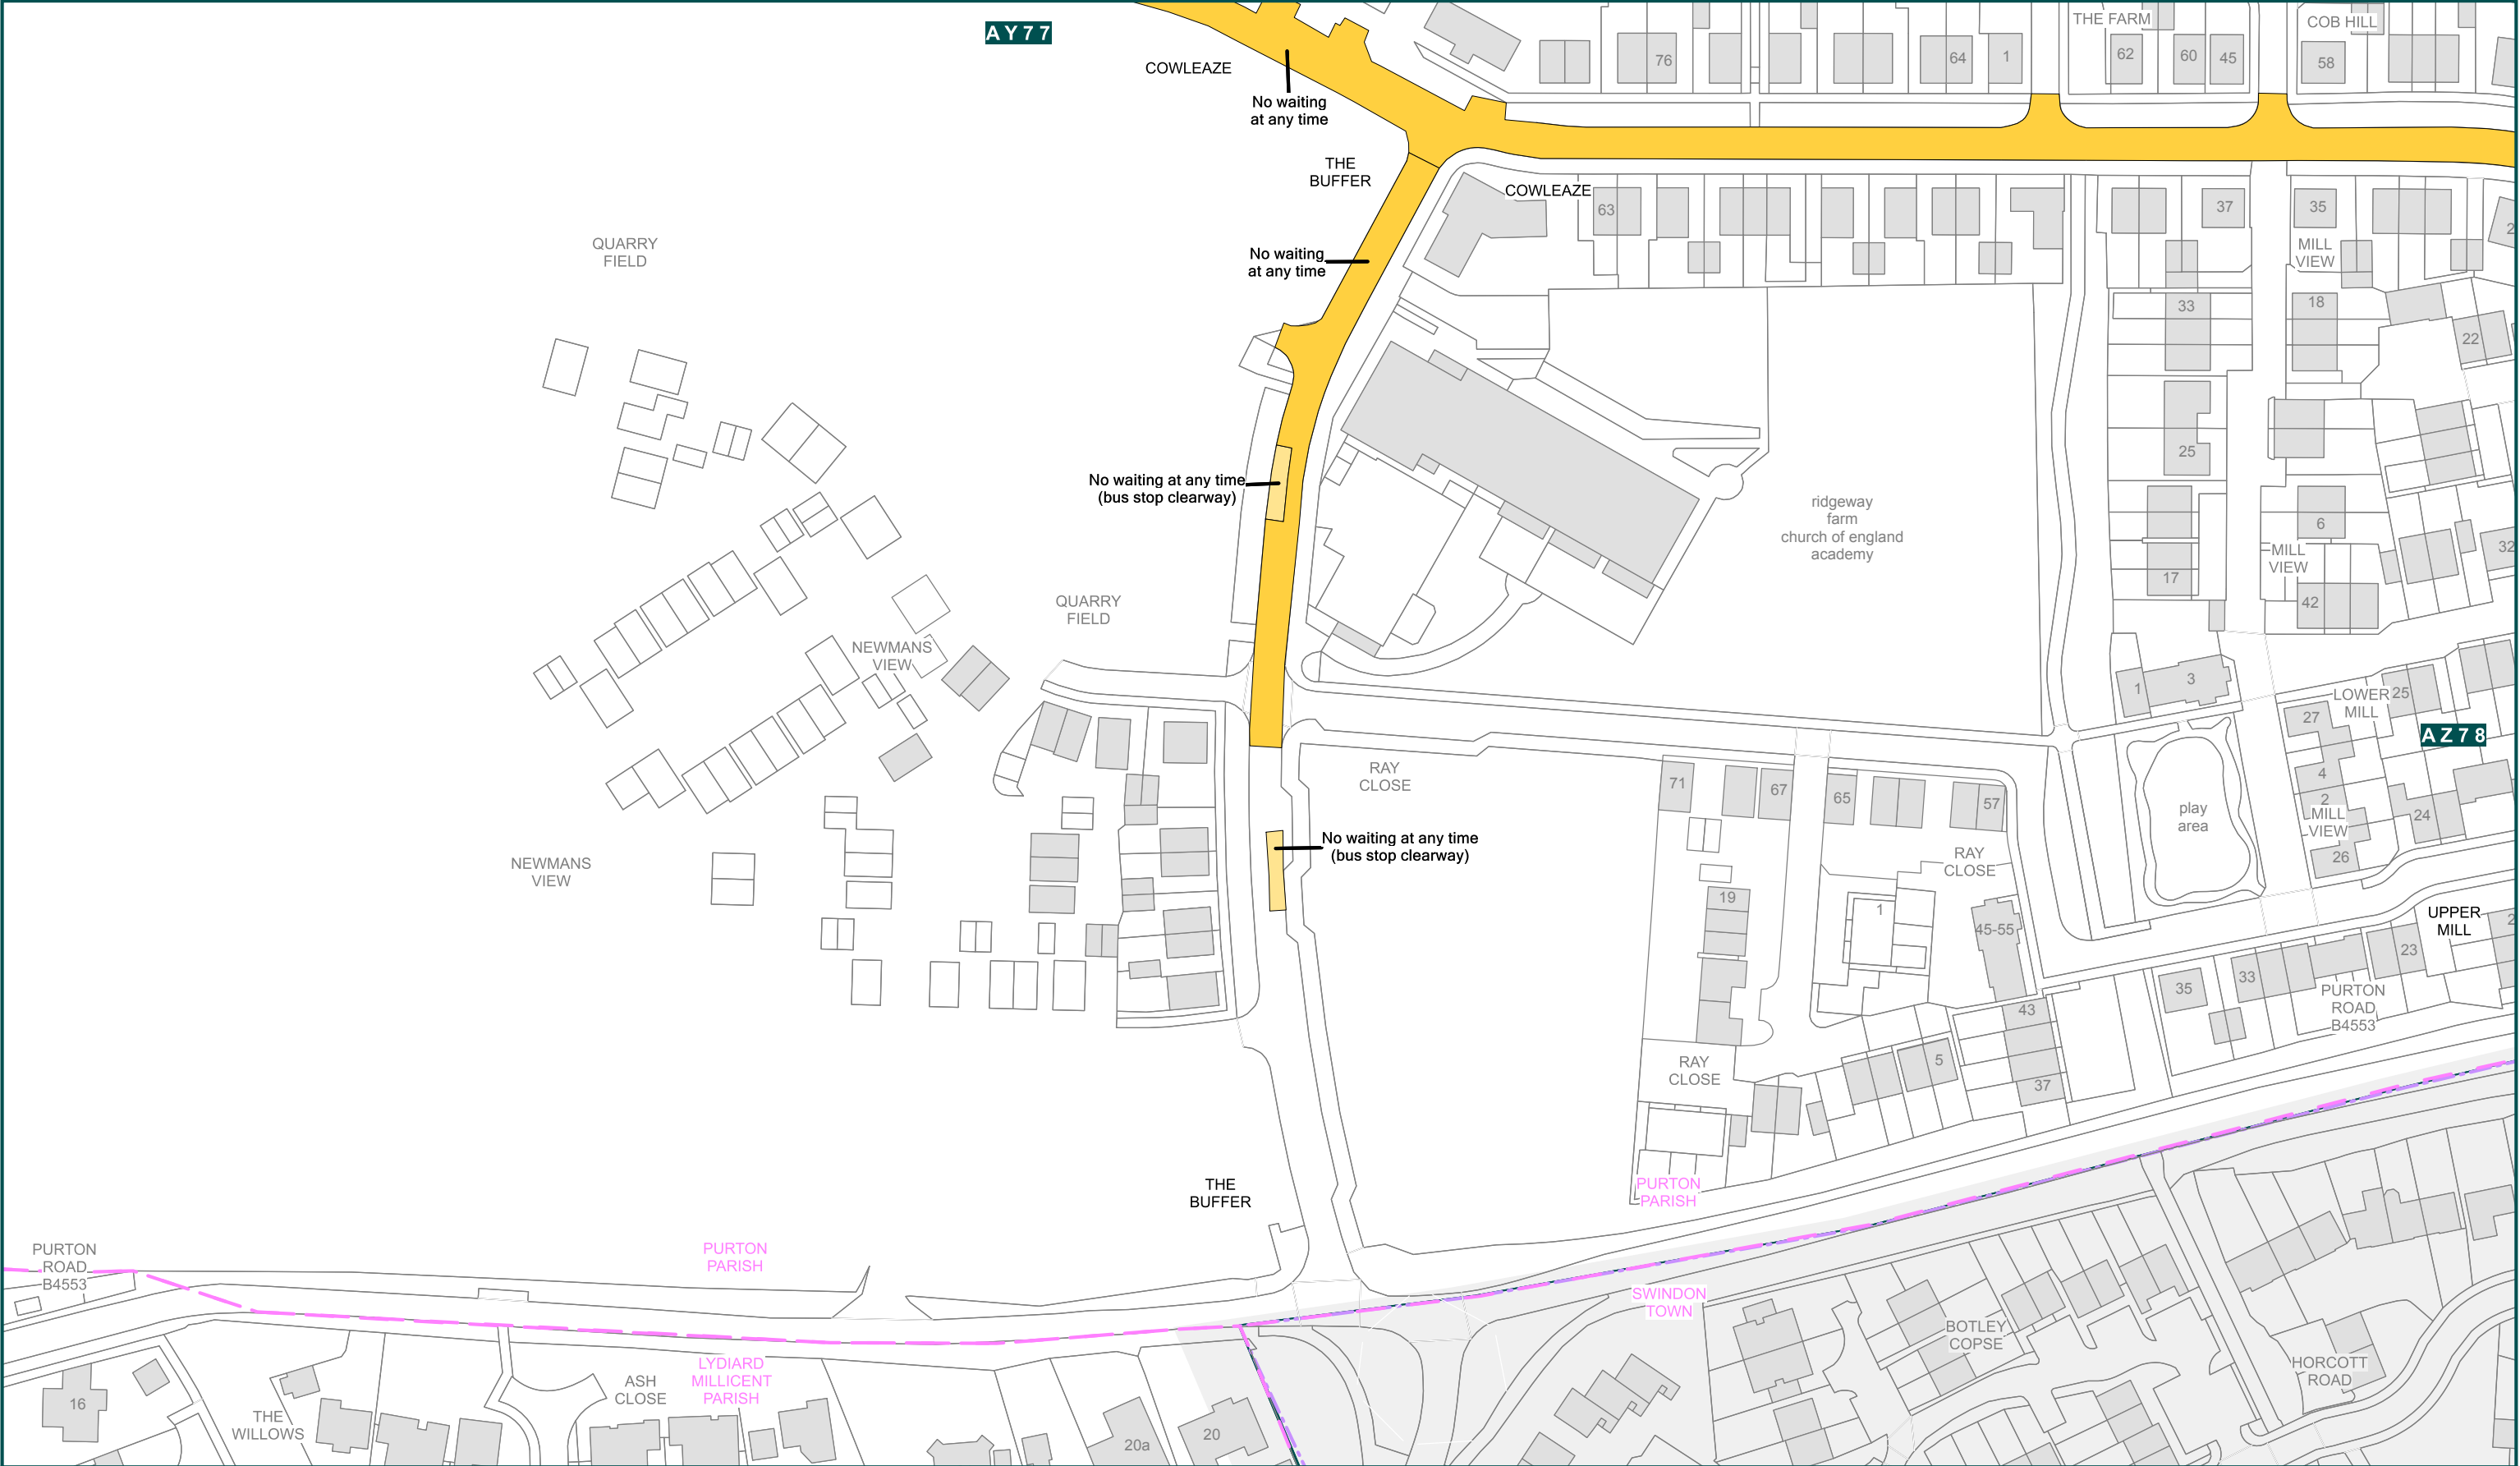 AY77
THE FARM
COB HILL
COWLEAZE
76
64
1
62
60
45
58
No waiting
at any time
THE
BUFFER
COWLEAZE
63
37
35
QUARRY
FIELD
No waiting
at any time
MILL
VIEW
33
18
22
25
No waiting at any time
(bus stop clearway)
ridgeway
farm
church of england
academy
6
32
MILL
VIEW
17
42
QUARRY
FIELD
NEWMANS
VIEW
1
3
LOWER
MILL
25
27
AZ78
RAY
CLOSE
71
67
65
57
4
2
play
area
MILL
VIEW
24
26
No waiting at any time
(bus stop clearway)
NEWMANS
VIEW
RAY
CLOSE
19
1
45-55
UPPER
MILL
23
33
35
PURTON
ROAD
B4553
43
5
37
RAY
CLOSE
THE
BUFFER
PURTON
PARISH
PURTON
ROAD
B4553
PURTON
PARISH
SWINDON
TOWN
BOTLEY
COPSE
HORCOTT
ROAD
LYDIARD
MILLICENT
PARISH
ASH
CLOSE
16
THE
WILLOWS
20a
20